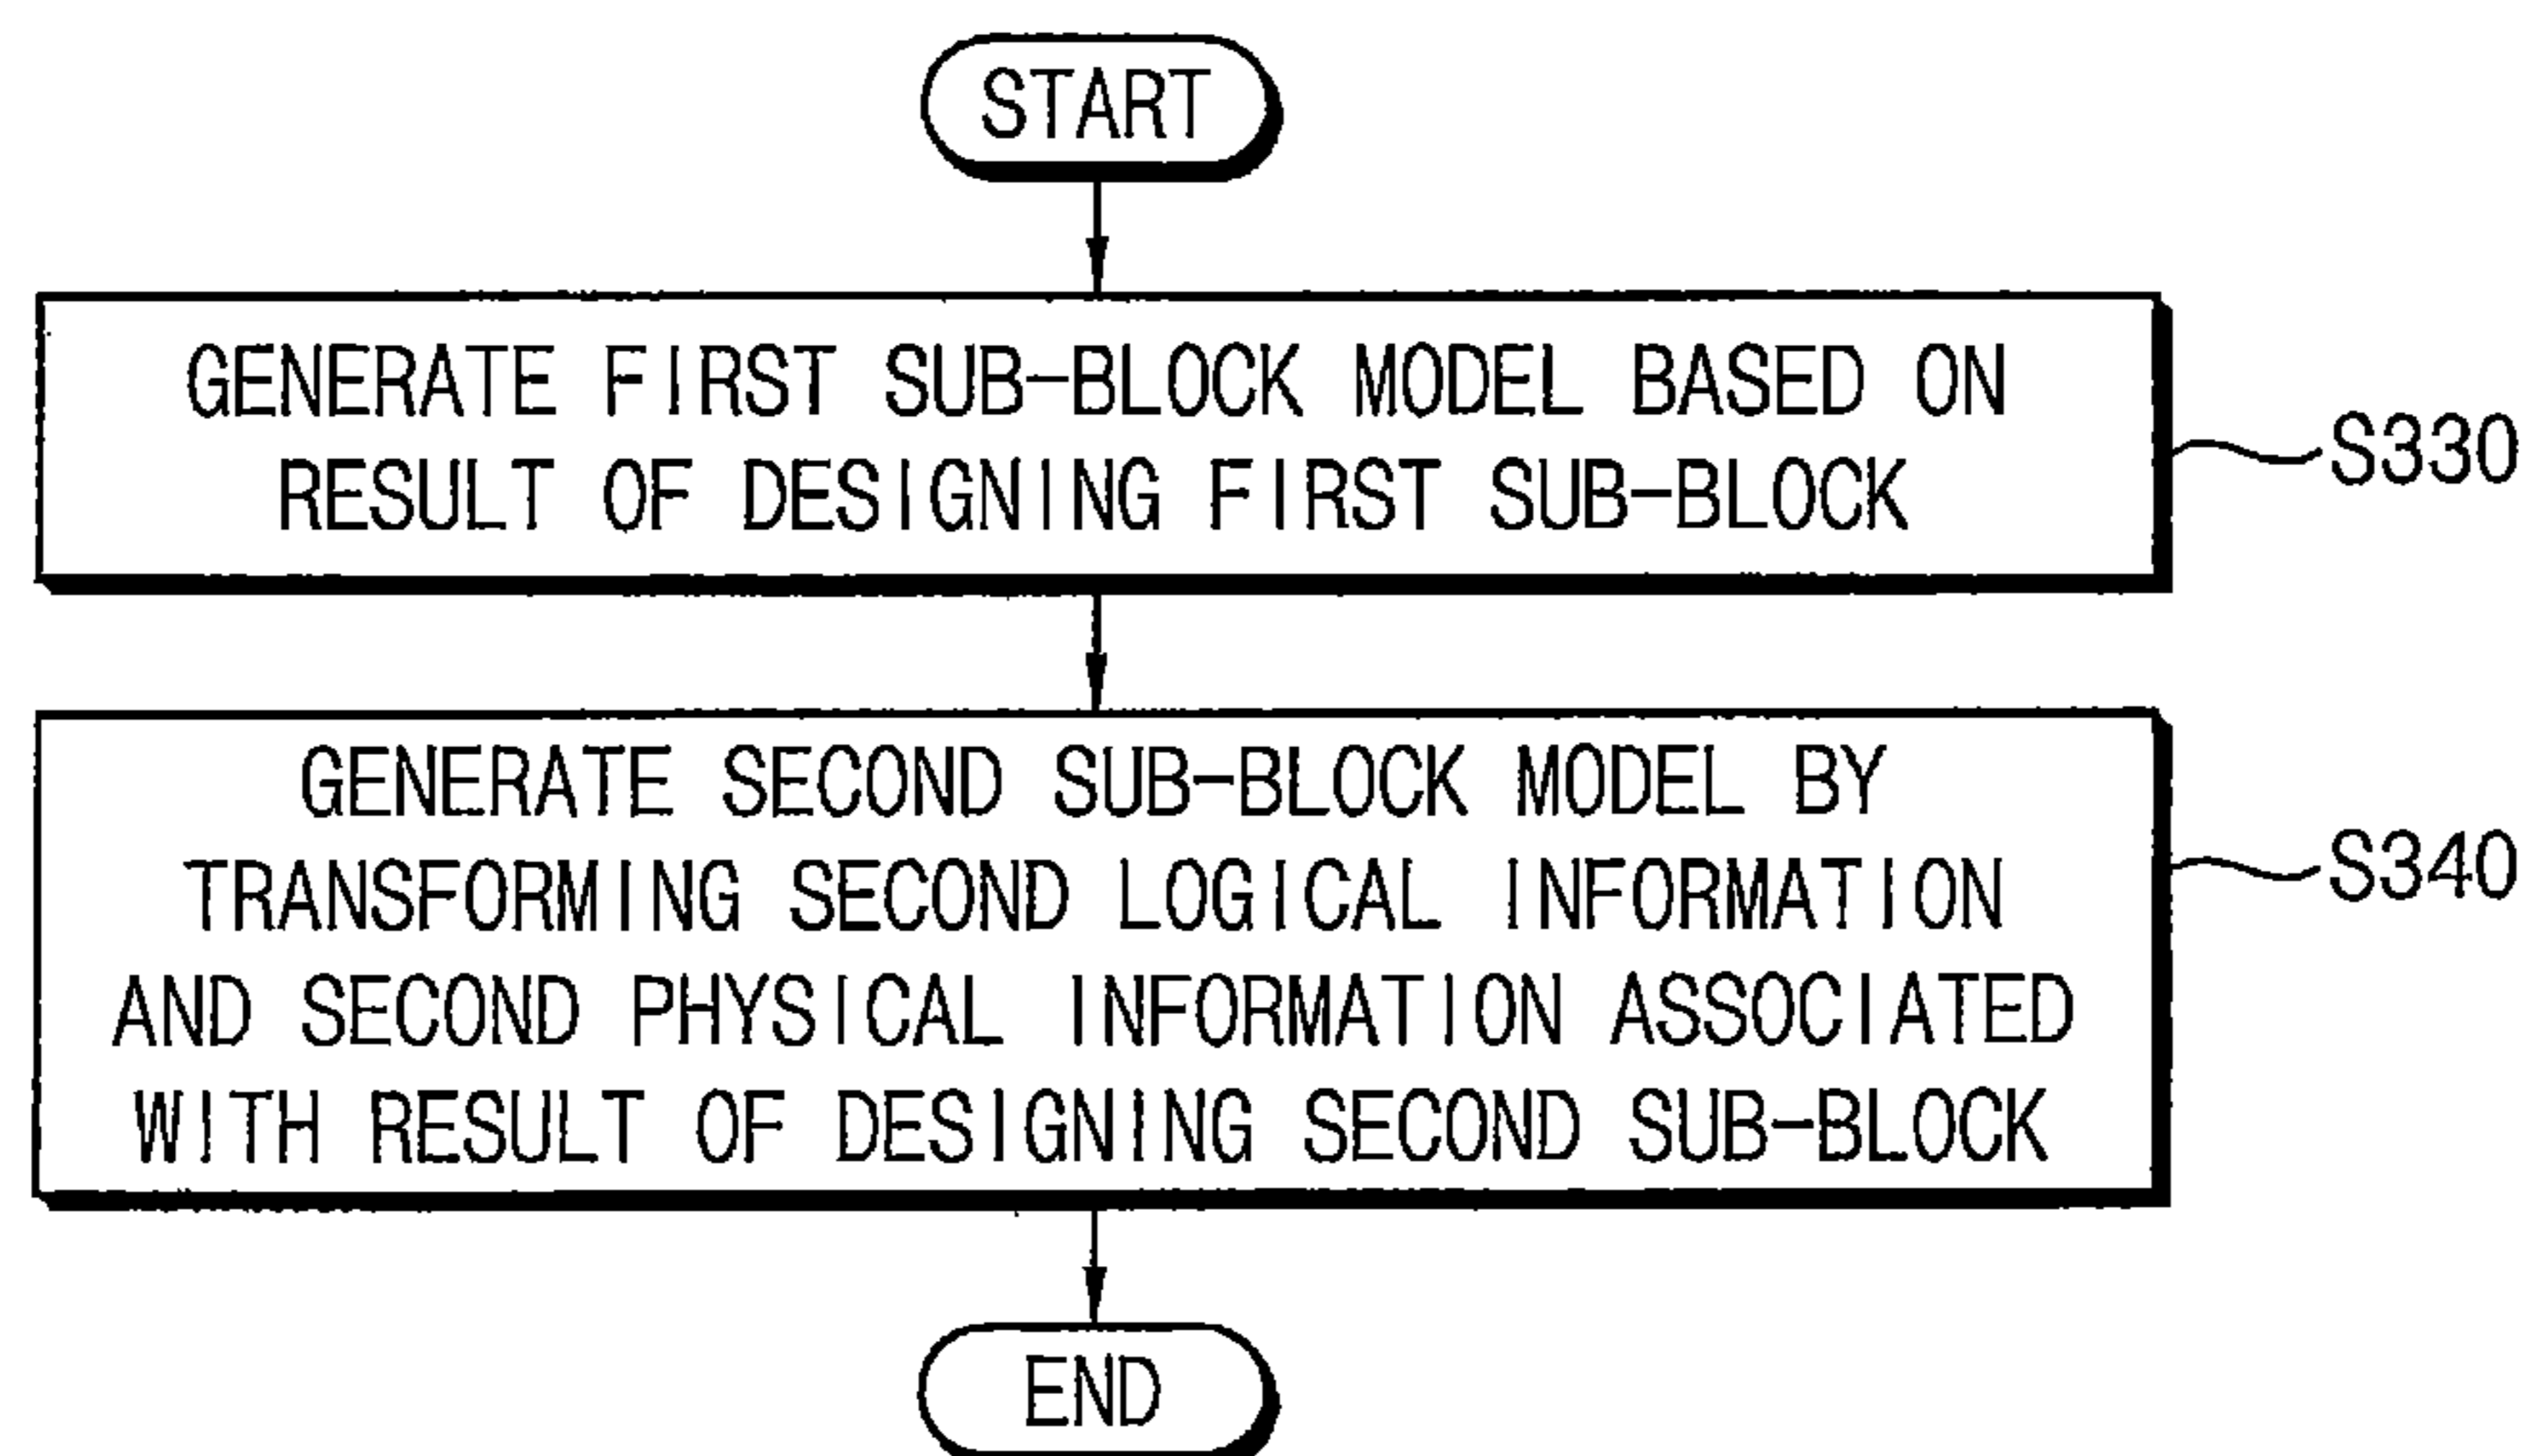 START
GENERATE FIRST SUB-BLOCK MODEL BASED ON
RESULT OF DESIGNING FIRST SUB-BLOCK
S330
GENERATE SECOND SUB-BLOCK MODEL BY
TRANSFORMING SECOND LOGICAL INFORMATION
AND SECOND PHYSICAL INFORMATION ASSOCIATED
WITH RESULT OF DESIGNING SECOND SUB-BLOCK
S340
END